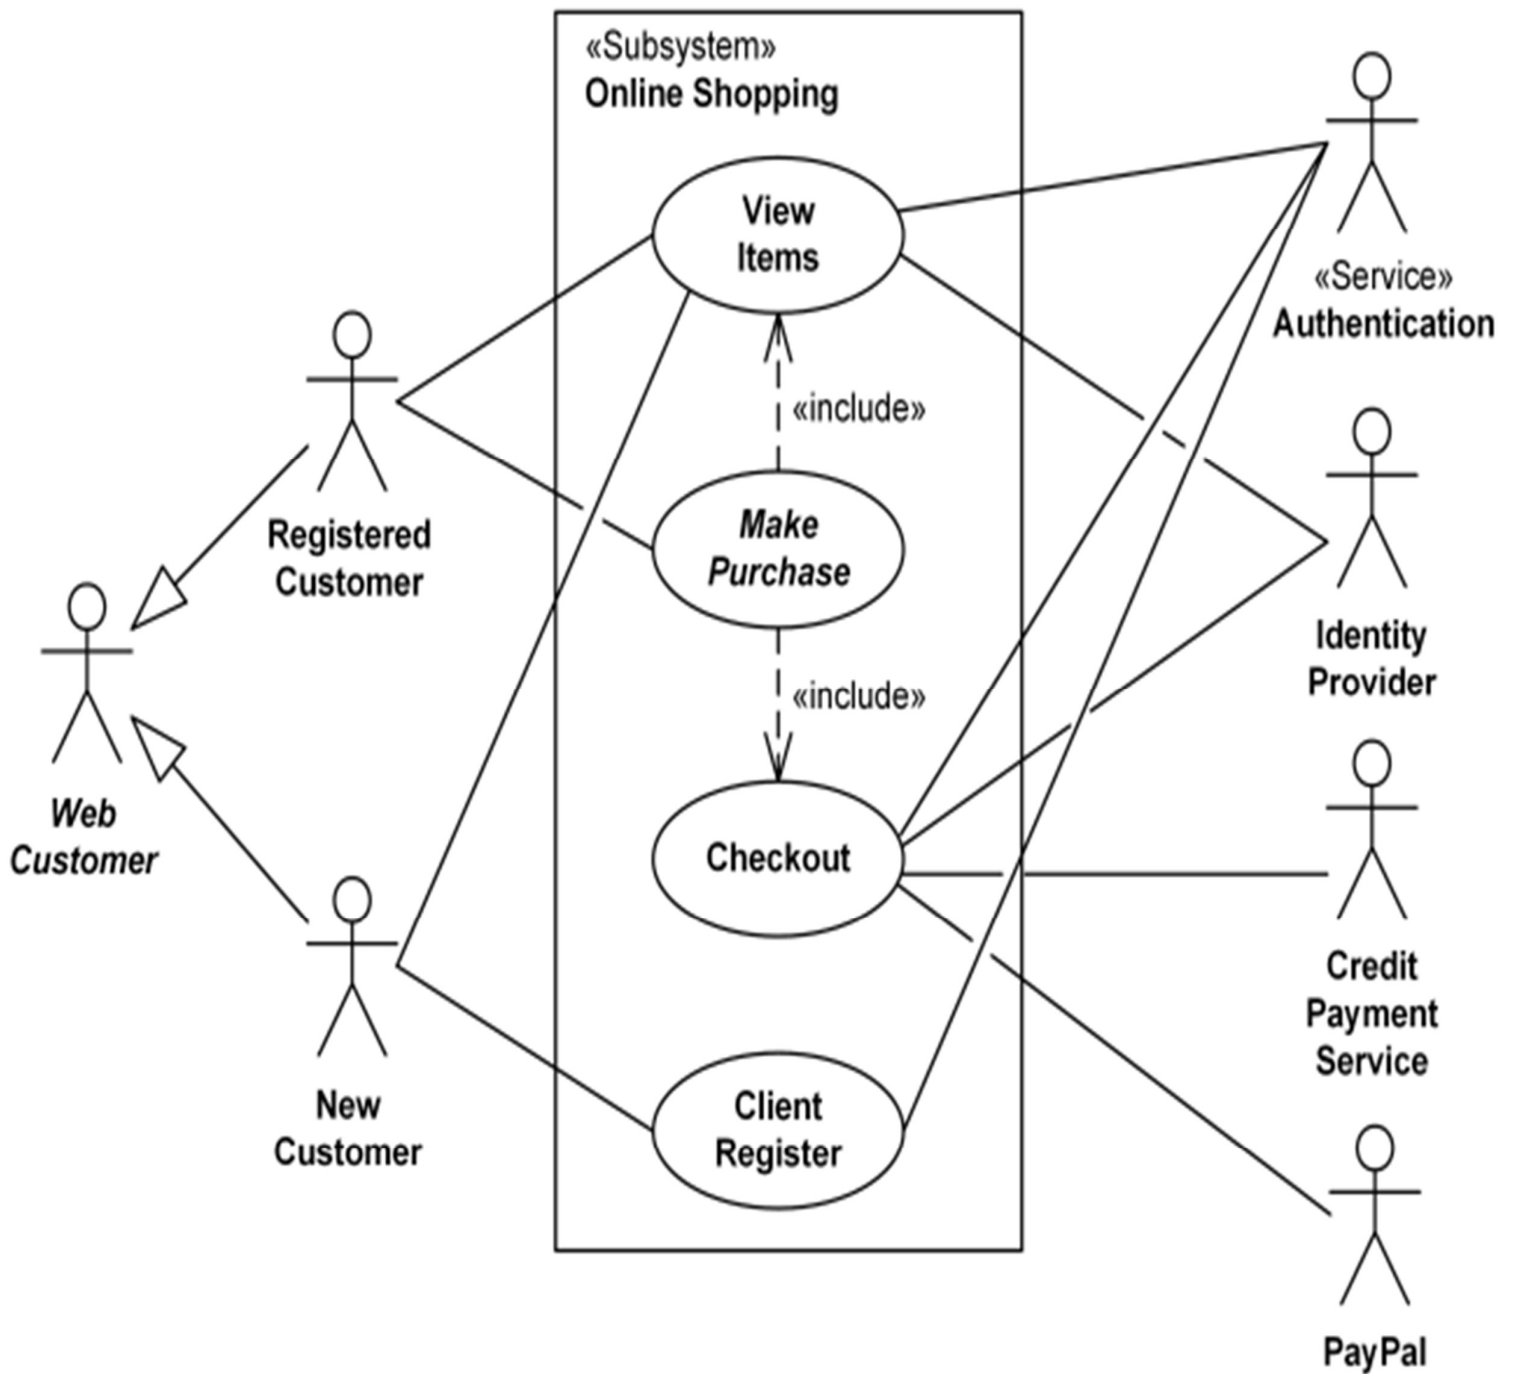 «Subsystem»
Online Shopping
View
Items
«include»
Make
Purchase
«include»
Checkout
Client
Register
Registered
Customer
Web
Customer
New
Customer
«Service»
Authentication
Identity
Provider
Credit
Payment
Service
PayPal